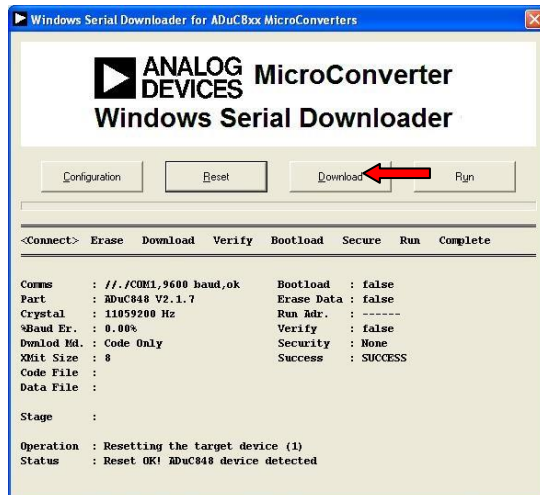 Windows Serial Downloader for ADuC8xx MicroConverters
ANALOG DEVICES MicroConverter
Windows Serial Downloader
Configuration Reset Download Run
<Connect> Erase Download Verify Bootload Secure Run Complete
Comms : //./COM1,9600 baud,ok Bootload : false
Part : ADuC848 V2.1.7 Erase Data : false
Crystal : 11059200 Hz Run Adr. : ------
%Baud Er. : 0.00% Verify : false
Dwnlod Md. : Code Only Security : None
XMit Size : 8 Success : SUCCESS
Code File :
Data File :
Stage :
Operation : Resetting the target device (1)
Status : Reset OK! ADuC848 device detected